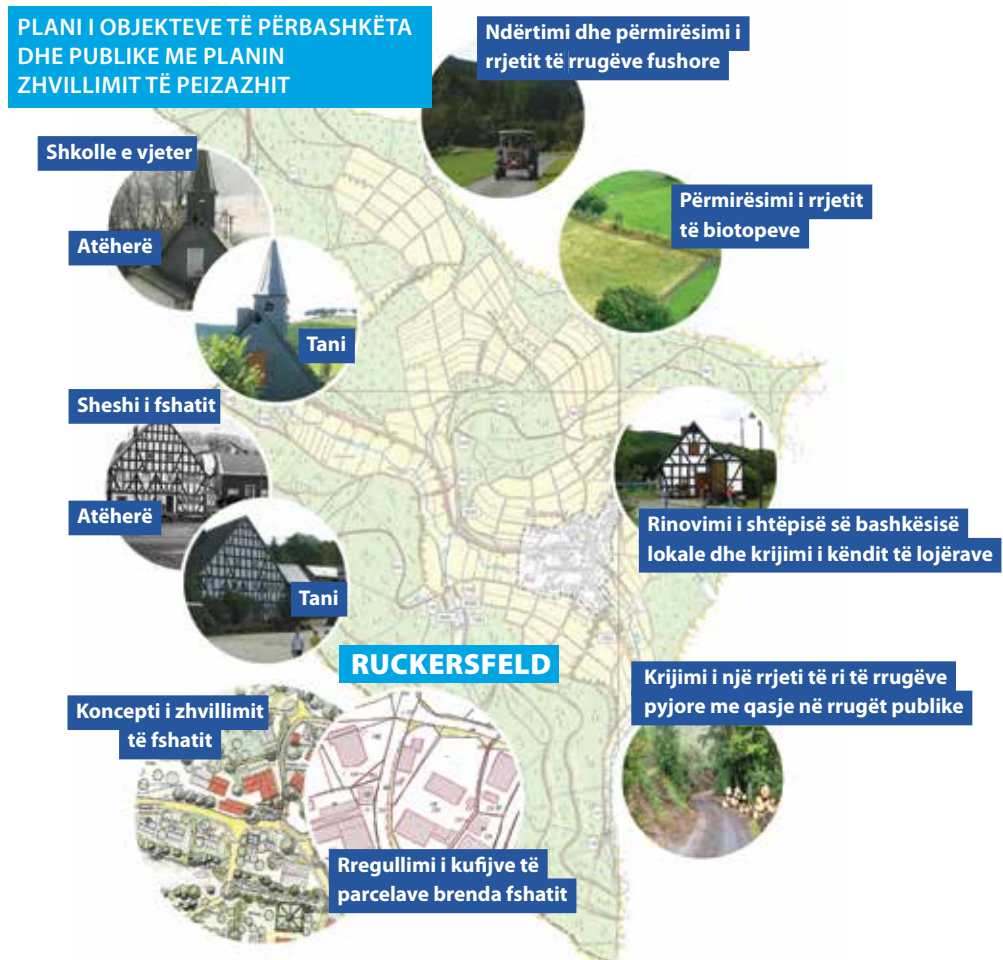 PLANI I OBJEKTEVE TË PËRBASHKËTA
DHE PUBLIKE ME PLANIN
ZHVILLIMIT TË PEIZAZHIT
Ndërtimi dhe përmirësimi i
rrjetit të rrugëve fushore
Shkolle e vjeter
Atëherë
Tani
Përmirësimi i rrjetit
të biotopeve
Sheshi i fshatit
Atëherë
Tani
Rinovimi i shtëpisë së bashkësisë
lokale dhe krijimi i këndit të lojërave
RUCKERSFELD
Krijimi i një rrjeti të ri të rrugëve
pyjore me qasje në rrugët publike
Koncepti i zhvillimit
të fshatit
Rregullimi i kufijve të
parcelave brenda fshatit